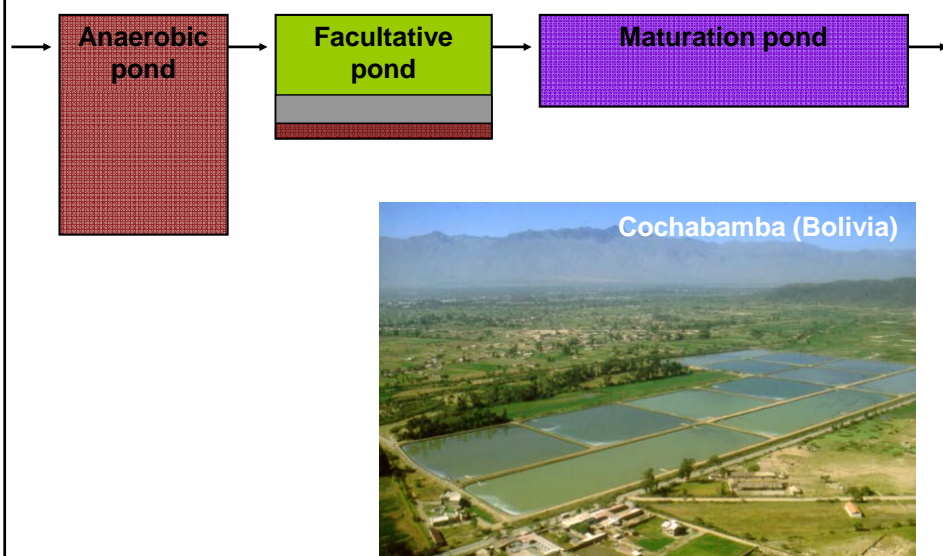 Anaerobic
pond
Facultative
pond
Maturation pond
Cochabamba (Bolivia)